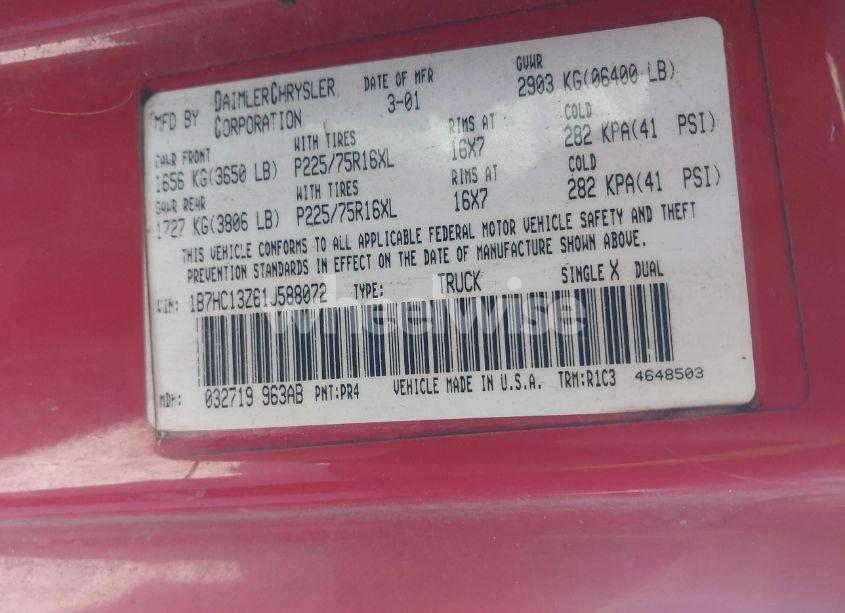 MFD BY DAIMLERCHRYSLER CORPORATION DATE OF MFR 3-01 GVWR 2903 KG(06400 LB)
GAWR FRONT WITH TIRES RIMS AT COLD
1656 KG(3650 LB) P225/75R16XL 16X7 282 KPA(41 PSI)
GAWR REAR WITH TIRES RIMS AT COLD
1727 KG(3806 LB) P225/75R16XL 16X7 282 KPA(41 PSI)
THIS VEHICLE CONFORMS TO ALL APPLICABLE FEDERAL MOTOR VEHICLE SAFETY AND THEFT
PREVENTION STANDARDS IN EFFECT ON THE DATE OF MANUFACTURE SHOWN ABOVE.
VIN: 1B7HC13Z61J588072 TYPE: TRUCK SINGLE X DUAL
wheelwise
MDH: 032719 963AB PNT:PR4 VEHICLE MADE IN U.S.A. TRM:R1C3 4648503